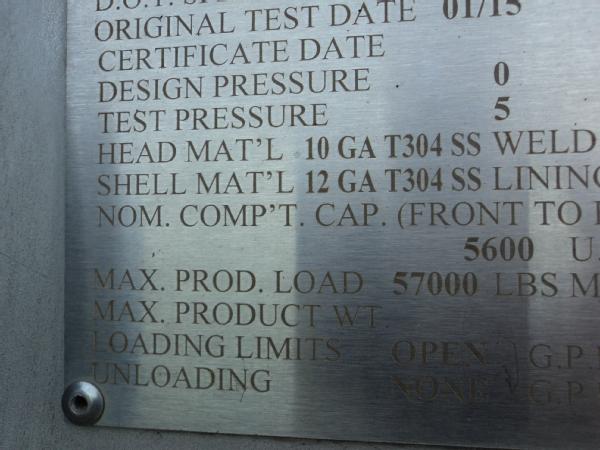 D.O.T.
ORIGINAL TEST DATE 01/15
CERTIFICATE DATE
DESIGN PRESSURE 0
TEST PRESSURE 5
HEAD MAT'L 10 GA T304 SS WELD
SHELL MAT'L 12 GA T304 SS LINING
NOM. COMP'T. CAP. (FRONT TO
5600 U.
MAX. PROD. LOAD 57000 LBS M
MAX. PRODUCT WT
LOADING LIMITS OPEN G.P
UNLOADING NONE G.P